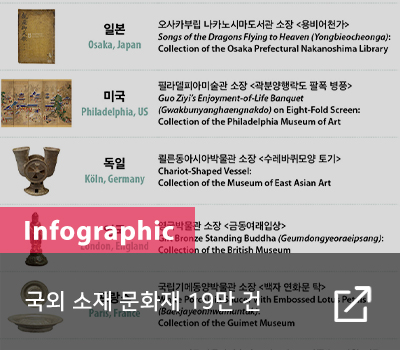 일본
Osaka, Japan
오사카부립 나카노시마도서관 소장 <용비어천가>
Songs of the Dragons Flying to Heaven (Yongbieocheonga):
Collection of the Osaka Prefectural Nakanoshima Library
미국
Philadelphia, US
필라델피아미술관 소장 <곽분양행락도 팔폭 병풍>
Guo Ziyi's Enjoyment-of-Life Banquet
(Gwakbunyanghaengnakdo) on Eight-Fold Screen:
Collection of the Philadelphia Museum of Art
독일
Köln, Germany
쾰른동아시아박물관 소장 <수레바퀴모양 토기>
Chariot-Shaped Vessel:
Collection of the Museum of East Asian Art
Infographic
London, England
박물관 소장 <금동여래입상>
Bronze Standing Buddha (Geumdongyeoraeipsang):
Collection of the British Museum
국외 소재 문화재 19만 건
Paris, France
국립기메동양박물관 소장 <백자 연화문 탁>
with Embossed Lotus
Collection of the Guimet Museum